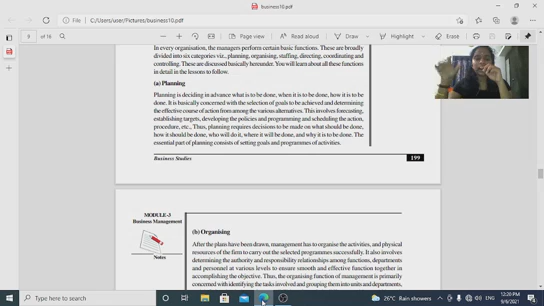 business10.pdf
File C:/Users/user/Pictures/business10.pdf
9 of 16 Page view Read aloud Draw Highlight Erase
In every organisation, the managers perform certain basic functions. These are broadly
divided into six categories viz., planning, organising, staffing, directing, coordinating and
controlling. These are discussed basically hereunder. You will learn about all these functions
in detail in the lessons to follow.
(a) Planning
Planning is deciding in advance what is to be done, when it is to be done, how it is to be
done. It is basically concerned with the selection of goals to be achieved and determining
the effective course of action from among the various alternatives. This involves forecasting,
establishing targets, developing the policies and programming and scheduling the action,
procedure, etc., Thus, planning requires decisions to be made on what should be done,
how it should be done, who will do it, where it will be done, and why it is to be done. The
essential part of planning consists of setting goals and programmes of activities.
Business Studies 199
MODULE-3
Business Management
Notes
(b) Organising
After the plans have been drawn, management has to organise the activities, and physical
resources of the firm to carry out the selected programmes successfully. It also involves
determining the authority and responsibility relationships among functions, departments
and personnel at various levels to ensure smooth and effective function together in
accomplishing the objective. Thus, the organising function of management is primarily
concerned with identifying the tasks involved and grouping them into units and departments,
Type here to search
26°C Rain showers
ENG
12:20 PM
9/6/2021